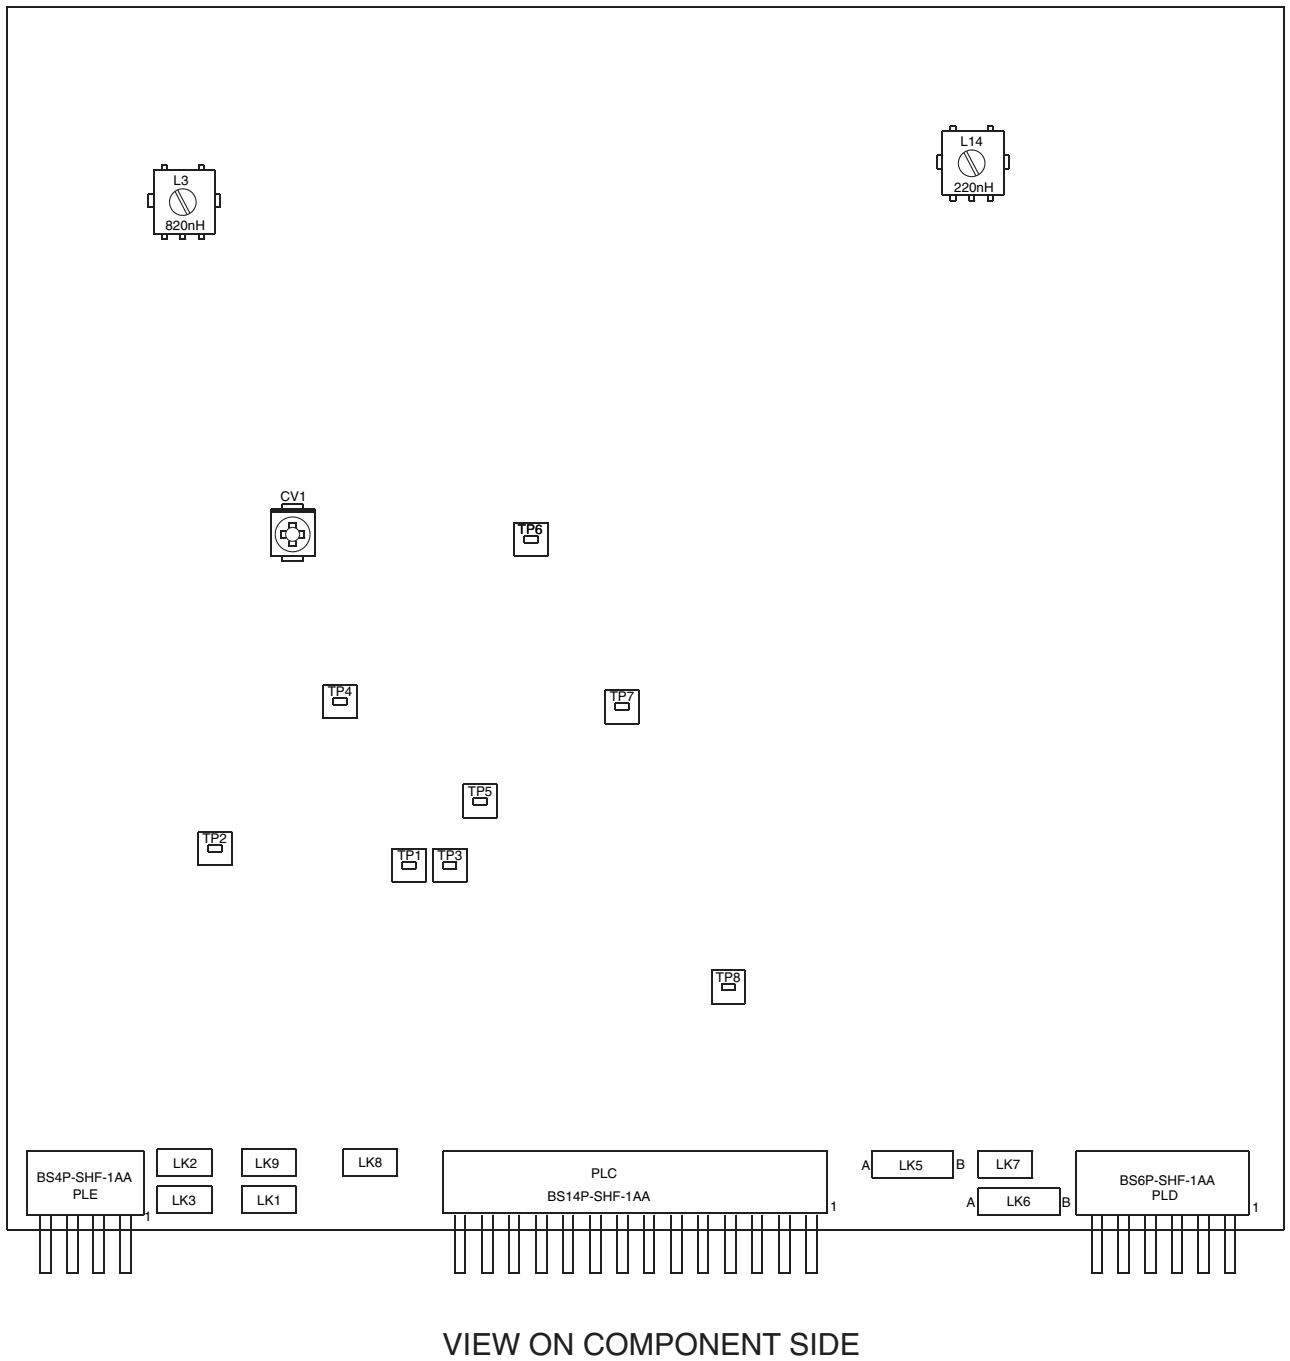 L14
220nH
L3
820nH
CV1
TP6
TP4
TP7
TP5
TP2
TP1
TP3
TP8
BS4P-SHF-1AA
PLE
1
LK2
LK9
LK8
LK3
LK1
PLC
BS14P-SHF-1AA
1
A
LK5
B
LK7
A
LK6
B
BS6P-SHF-1AA
PLD
1
VIEW ON COMPONENT SIDE